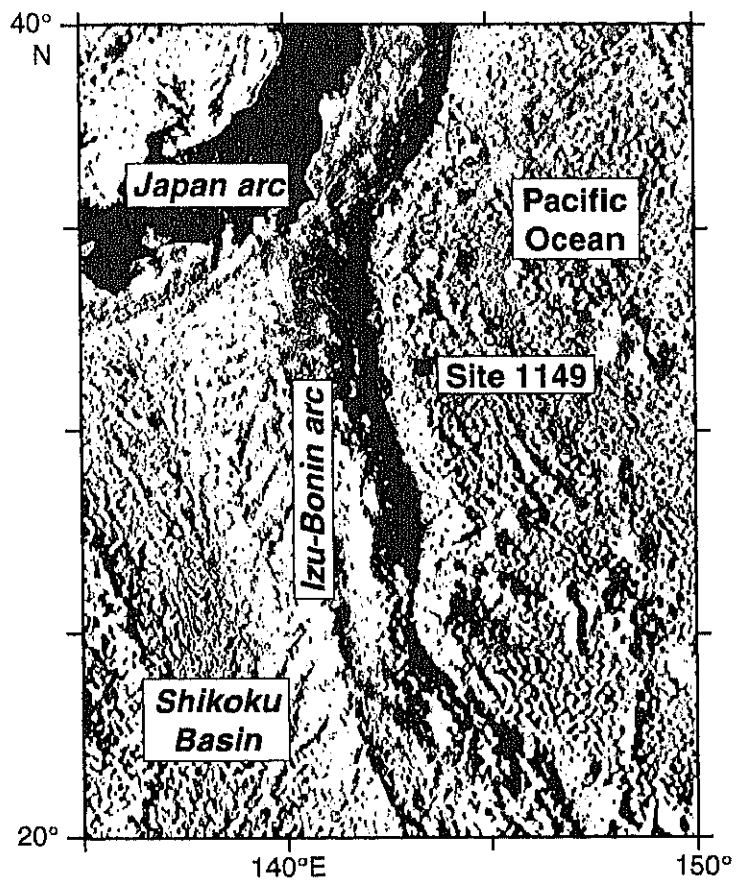 40°
N
Japan arc
Pacific
Ocean
Site 1149
Izu-Bonin arc
Shikoku
Basin
20°
140°E
150°